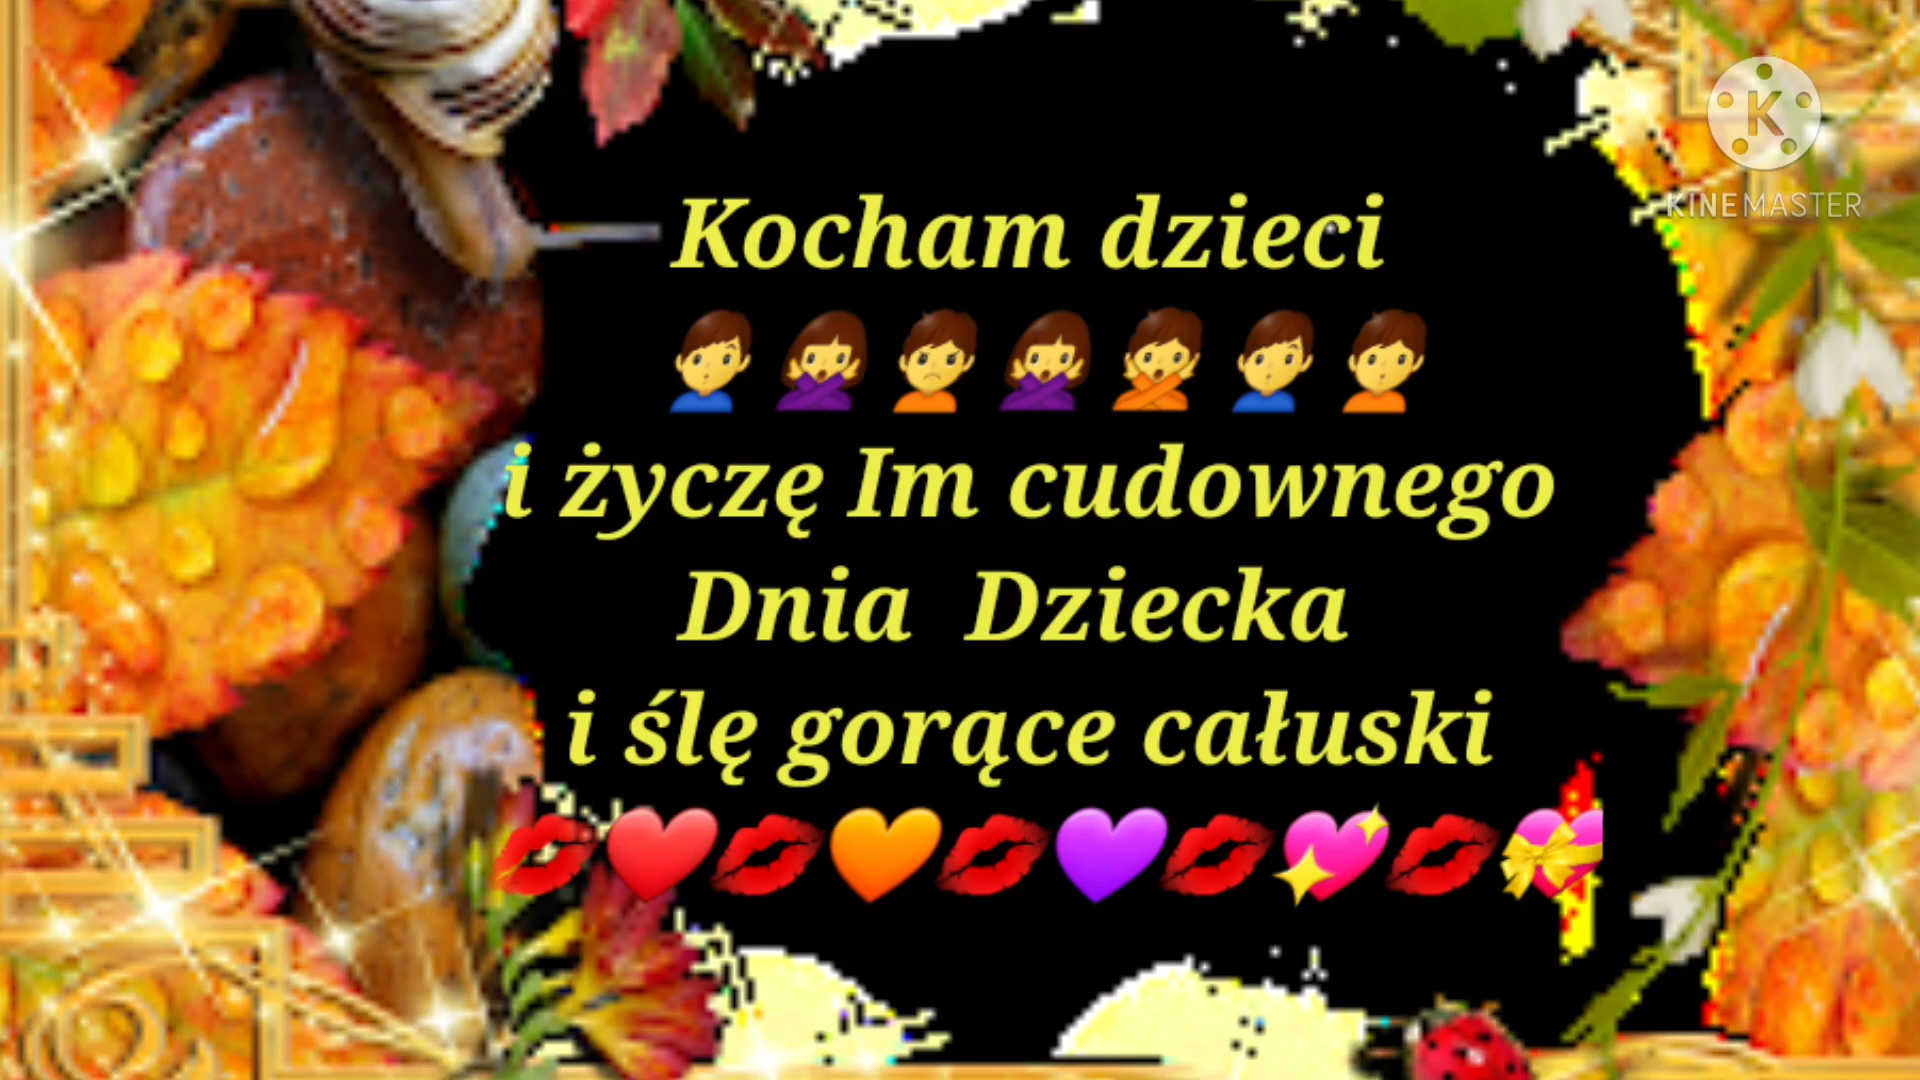 Kocham dzieci
🙎‍♂️🙅‍♀️🙍‍♂️🙅‍♀️🙅‍♂️🙎‍♂️🙎‍♂️
i życzę Im cudownego
Dnia  Dziecka
i ślę gorące całuski
💋❤️💋🧡💋💜💋💖💋💝
K
KINEMASTER